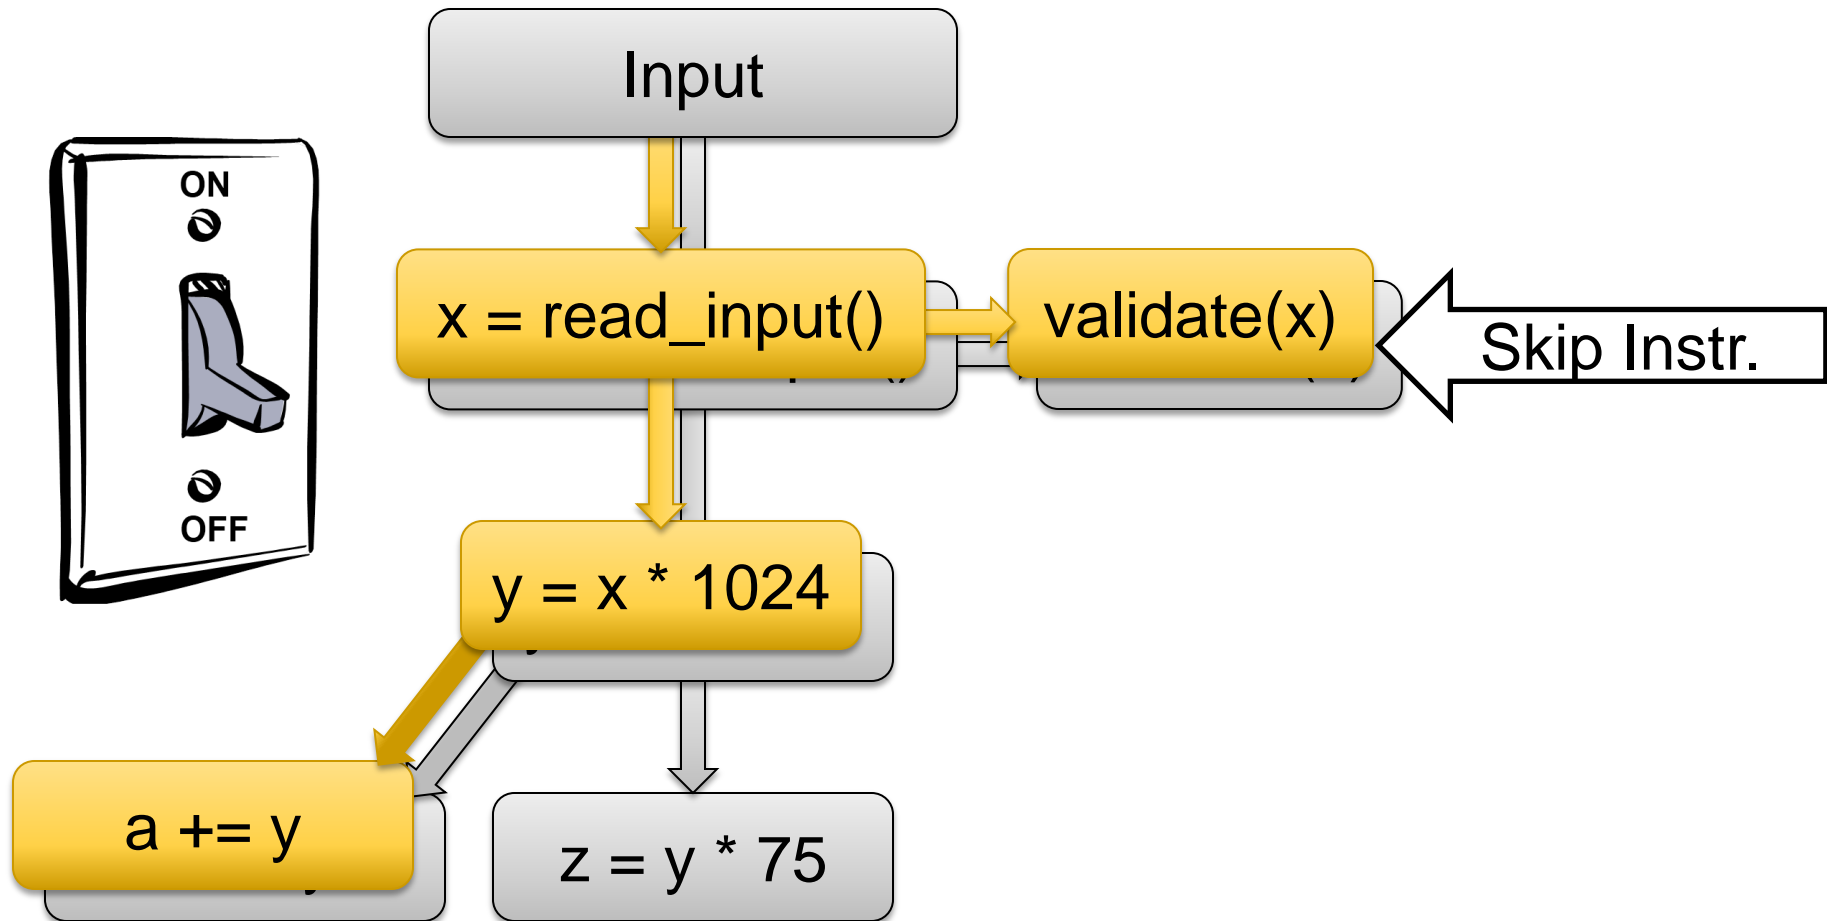 Input
ON
x = read_input()
validate(x)
Skip Instr.
OFF
y = x * 1024
a += y
z = y * 75